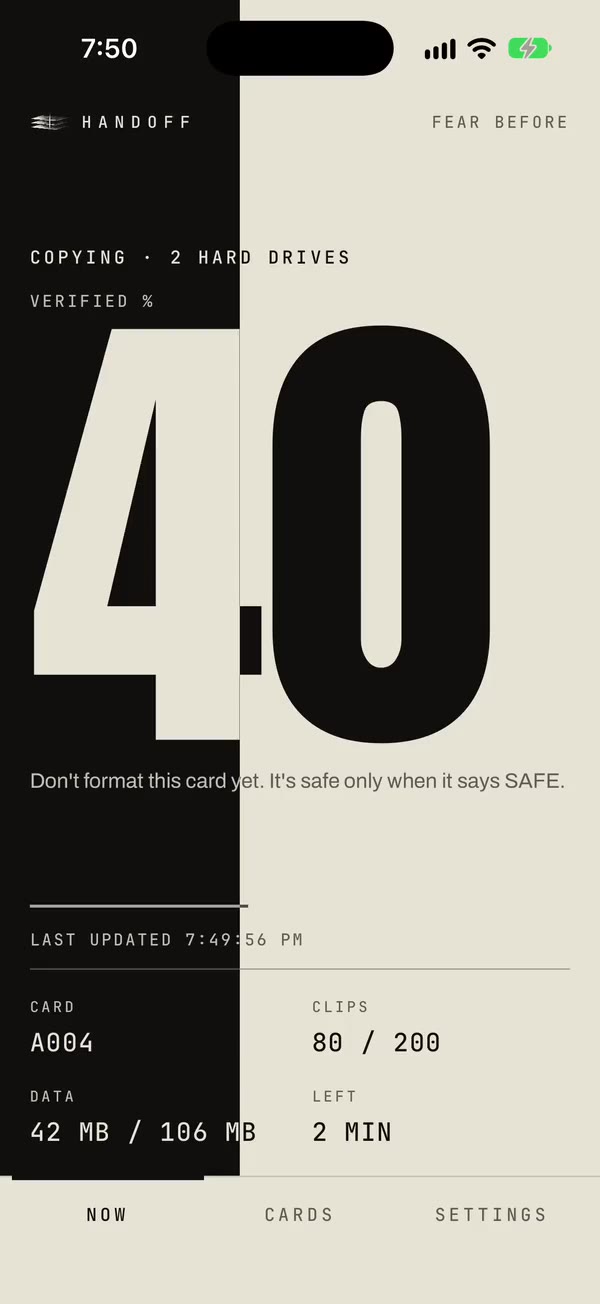 7:50
HANDOFF FEAR BEFORE
COPYING · 2 HARD DRIVES
VERIFIED %
40
Don't format this card yet. It's safe only when it says SAFE.
LAST UPDATED 7:49:56 PM
CARD CLIPS
A004 80 / 200
DATA LEFT
42 MB / 106 MB 2 MIN
NOW CARDS SETTINGS